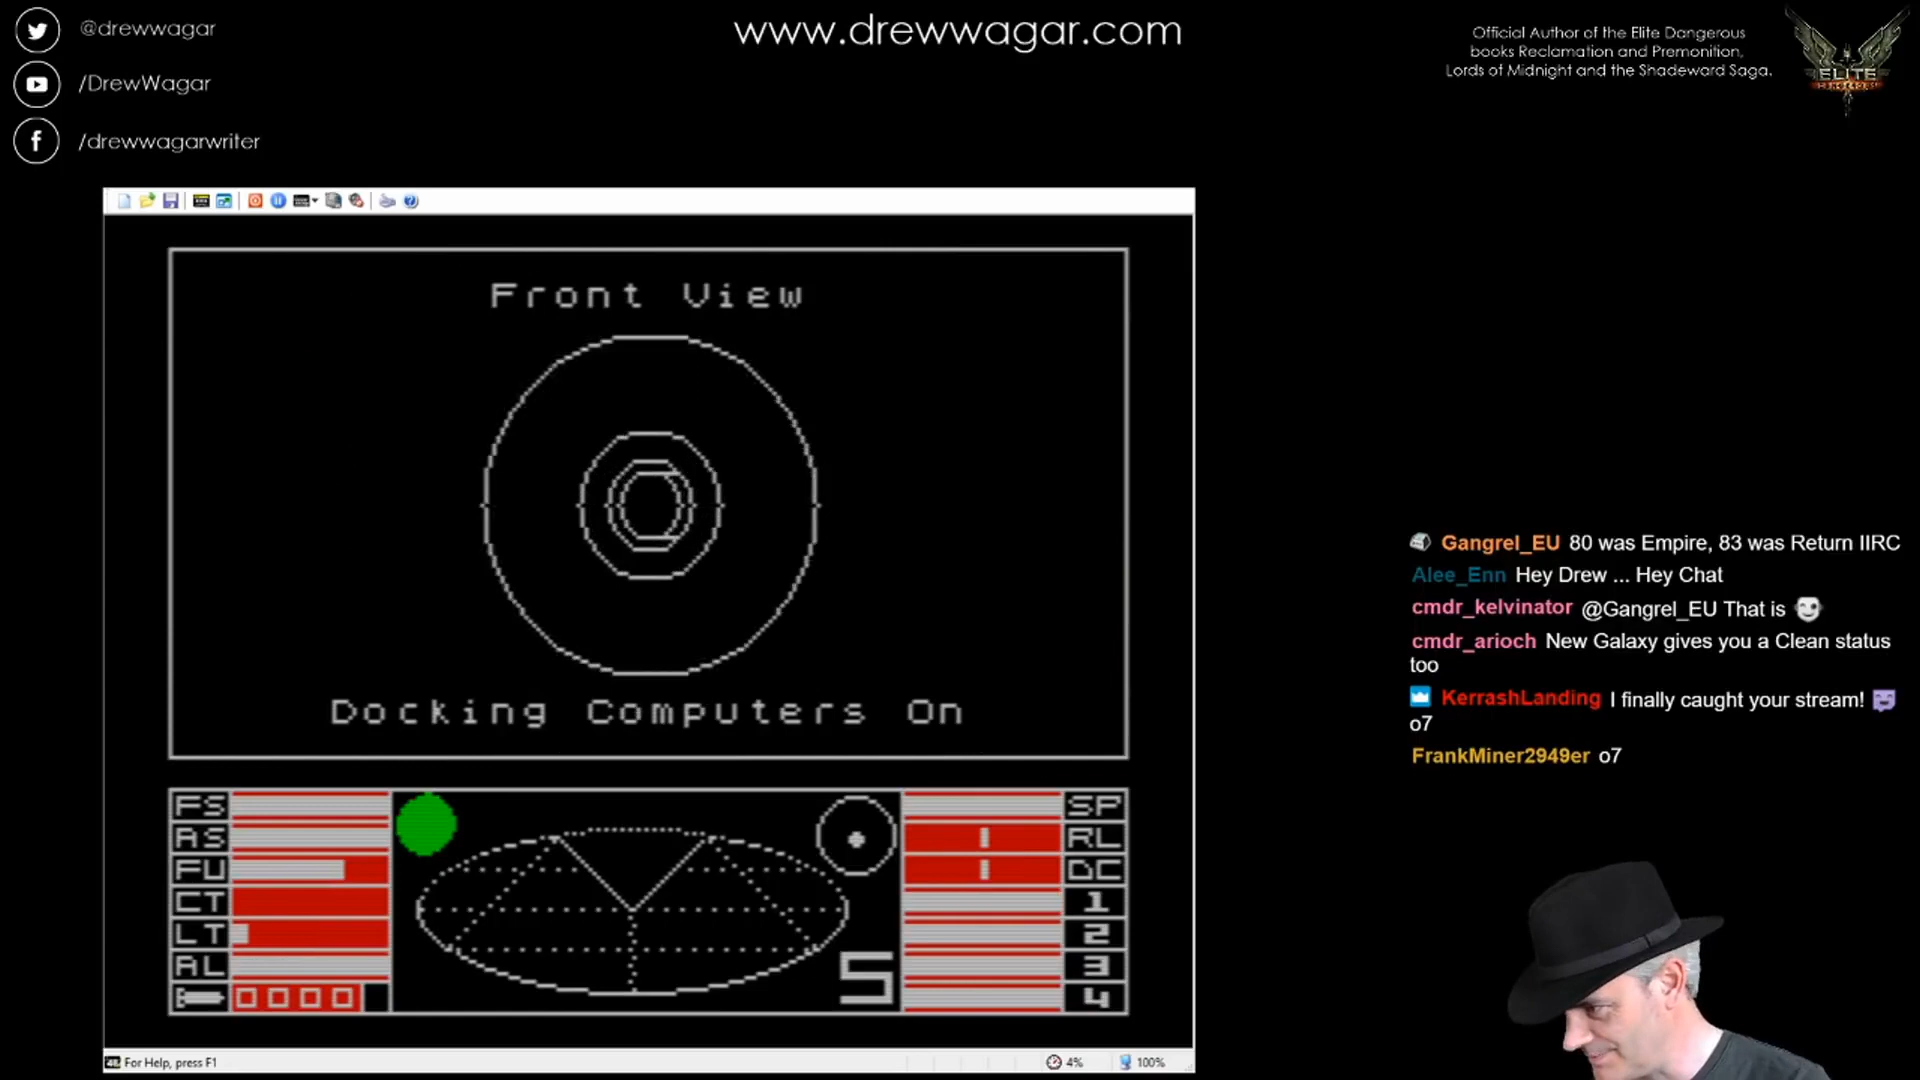 @drewwagar
/DrewWagar
/drewwagarwriter
www.drewwagar.com
Official Author of the Elite Dangerous
books Reclamation and Premonition,
Lords of Midnight and the Shadeward Saga.
ELITE
DANGEROUS
Front View
Docking Computers On
FS
AS
FU
CT
LT
AL
S
SP
RL
DC
1
2
3
4
For Help, press F1
4%
100%
Gangrel_EU 80 was Empire, 83 was Return IIRC
Alee_Enn Hey Drew ... Hey Chat
cmdr_kelvinator @Gangrel_EU That is
cmdr_arioch New Galaxy gives you a Clean status
too
KerrashLanding I finally caught your stream!
o7
FrankMiner2949er o7